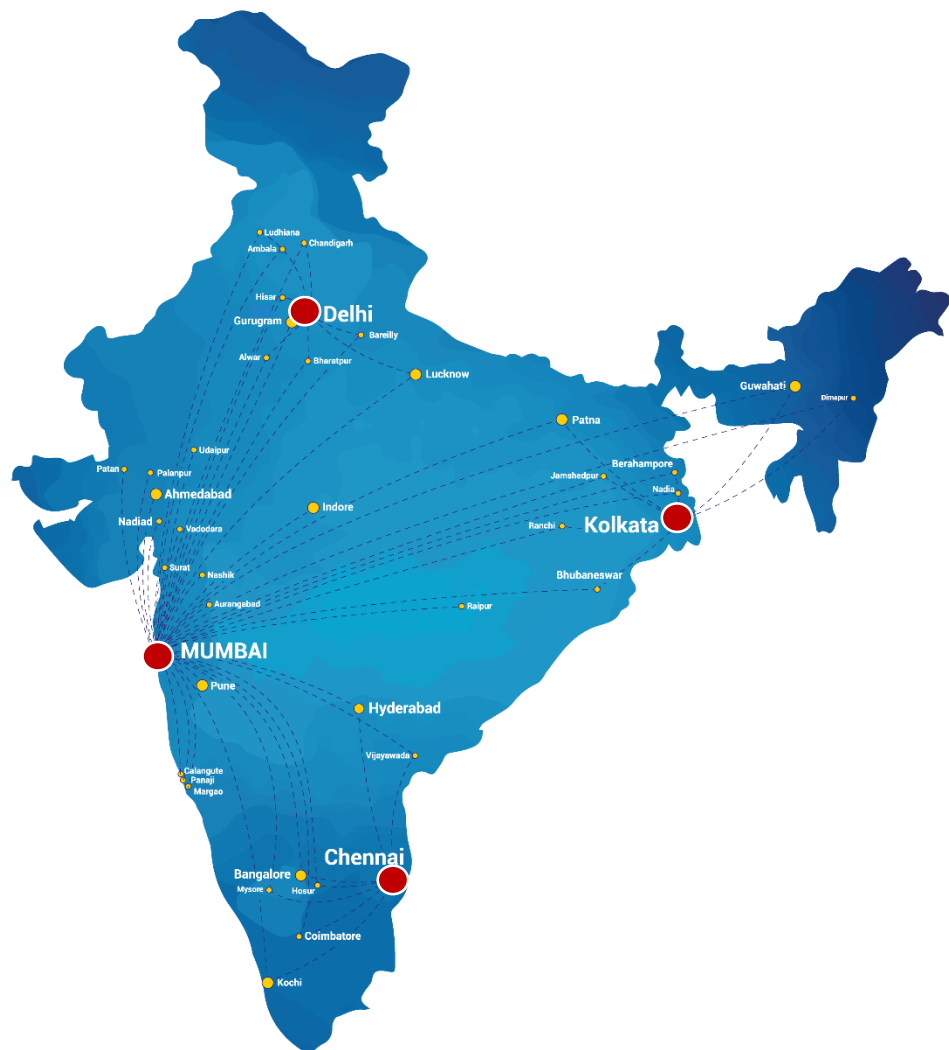 Ludhiana
Chandigarh
Ambala
Hisar
Delhi
Gurugram
Bareilly
Alwar
Bharatpur
Lucknow
Guwahati
Dimapur
Patna
Udaipur
Berahampore
Patan
Palanpur
Jamshedpur
Nadia
Ahmedabad
Indore
Nadiad
Vadodara
Ranchi
Kolkata
Surat
Nashik
Bhubaneswar
Aurangabad
Raipur
MUMBAI
Pune
Hyderabad
Vijayawada
Calangute
Panaji
Margao
Chennai
Bangalore
Mysore
Hosur
Coimbatore
Kochi